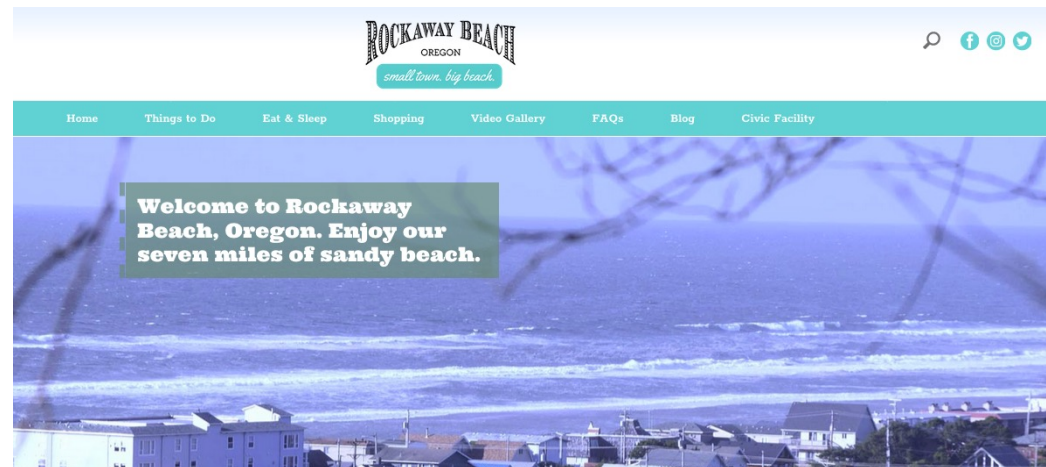 ROCKAWAY BEACH
OREGON
small town. big beach.
Home Things to Do Eat & Sleep Shopping Video Gallery FAQs Blog Civic Facility
Welcome to Rockaway
Beach, Oregon. Enjoy our
seven miles of sandy beach.